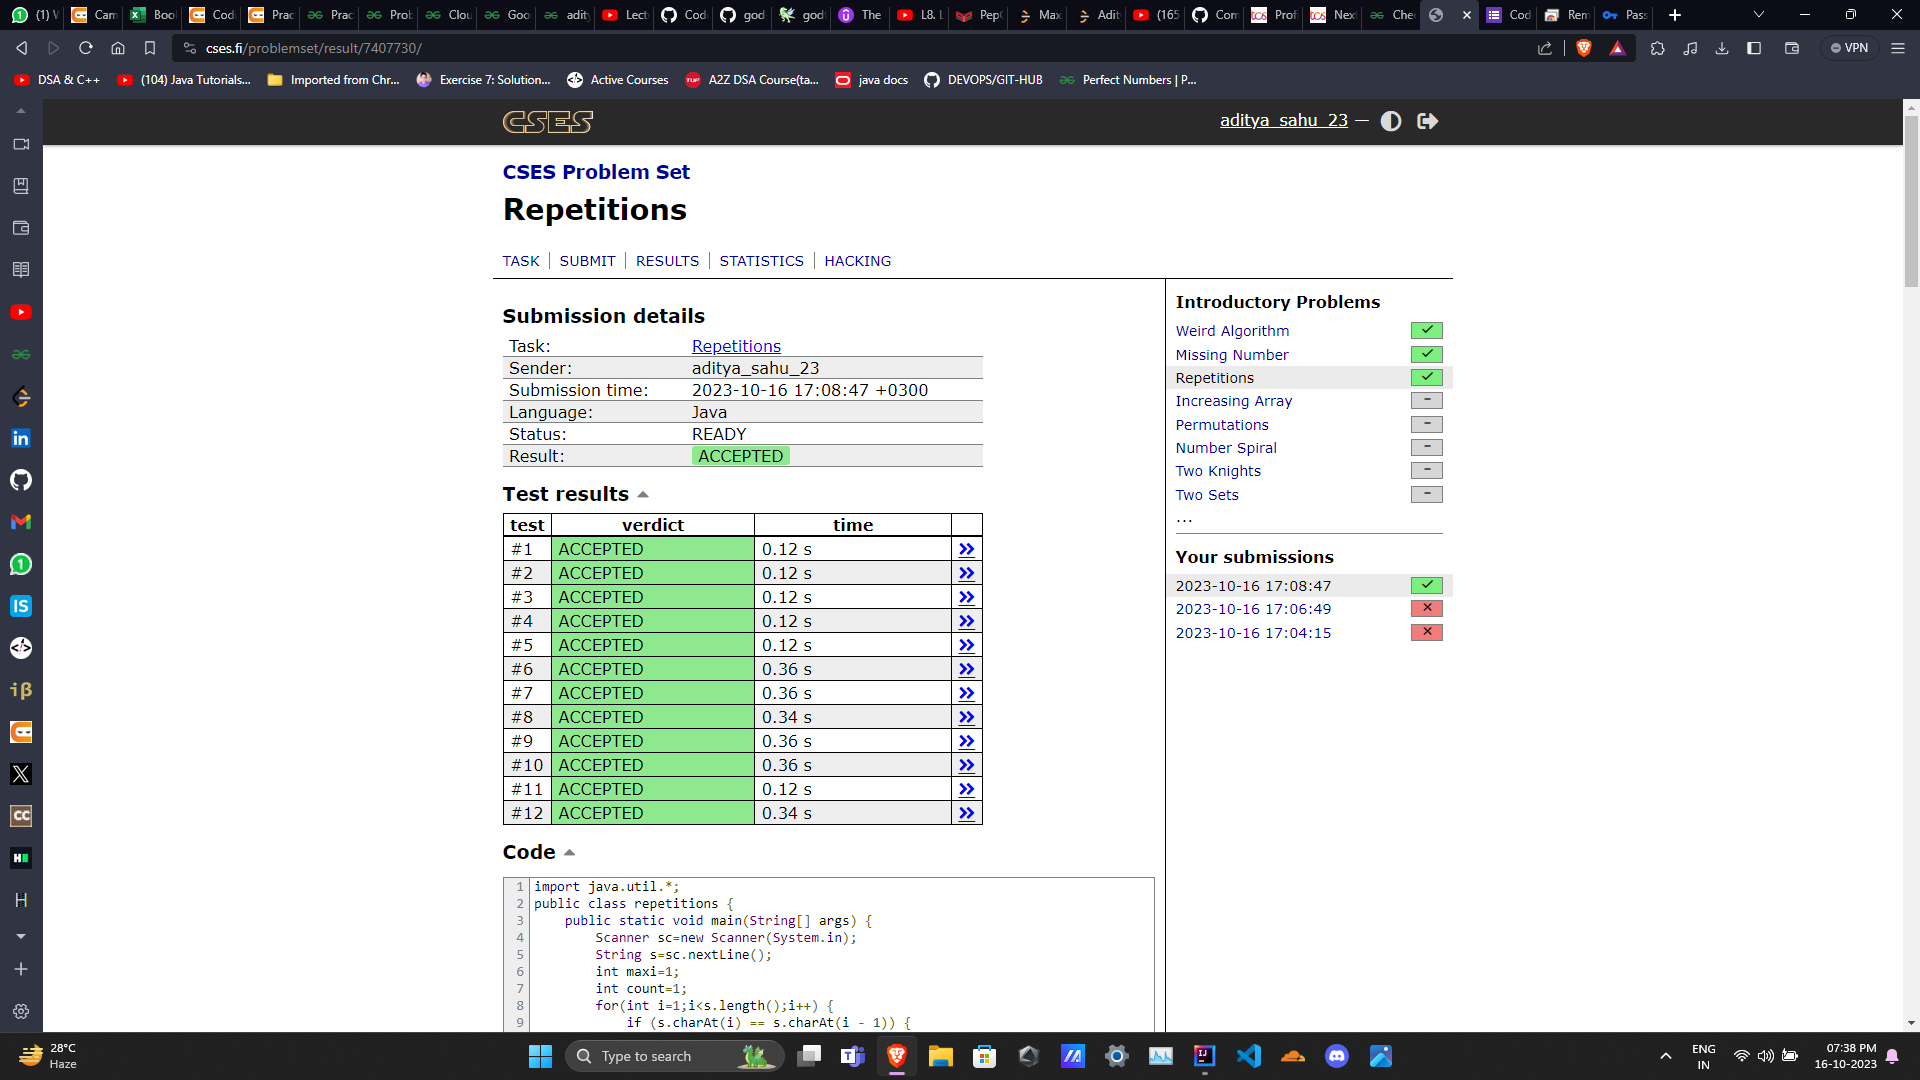 Cam
Boo
Codi
Prac
Prac
Prob
Clou
Goo
adity
Lect
Cod
god
god
The
L8. I
Pep
Max
Adit
(165
Com
Prof
Nex
Che
Cod
Rem
Pass
cses.fi/problemset/result/7407730/
VPN
DSA & C++
(104) Java Tutorials...
Imported from Chr...
Exercise 7: Solution...
Active Courses
A2Z DSA Course(ta...
java docs
DEVOPS/GIT-HUB
Perfect Numbers | P...
CSES
aditya_sahu_23 —
CSES Problem Set
Repetitions
TASK | SUBMIT | RESULTS | STATISTICS | HACKING
Submission details
Task: Repetitions
Sender: aditya_sahu_23
Submission time: 2023-10-16 17:08:47 +0300
Language: Java
Status: READY
Result: ACCEPTED
Test results
test verdict time
#1 ACCEPTED 0.12 s »
#2 ACCEPTED 0.12 s »
#3 ACCEPTED 0.12 s »
#4 ACCEPTED 0.12 s »
#5 ACCEPTED 0.12 s »
#6 ACCEPTED 0.36 s »
#7 ACCEPTED 0.36 s »
#8 ACCEPTED 0.34 s »
#9 ACCEPTED 0.36 s »
#10 ACCEPTED 0.36 s »
#11 ACCEPTED 0.12 s »
#12 ACCEPTED 0.34 s »
Code
1 import java.util.*;
2 public class repetitions {
3 public static void main(String[] args) {
4 Scanner sc=new Scanner(System.in);
5 String s=sc.nextLine();
6 int maxi=1;
7 int count=1;
8 for(int i=1;i<s.length();i++) {
9 if (s.charAt(i) == s.charAt(i - 1)) {
Introductory Problems
Weird Algorithm
Missing Number
Repetitions
Increasing Array
Permutations
Number Spiral
Two Knights
Two Sets
...
Your submissions
2023-10-16 17:08:47
2023-10-16 17:06:49
2023-10-16 17:04:15
28°C
Haze
Type to search
ENG
IN
07:38 PM
16-10-2023